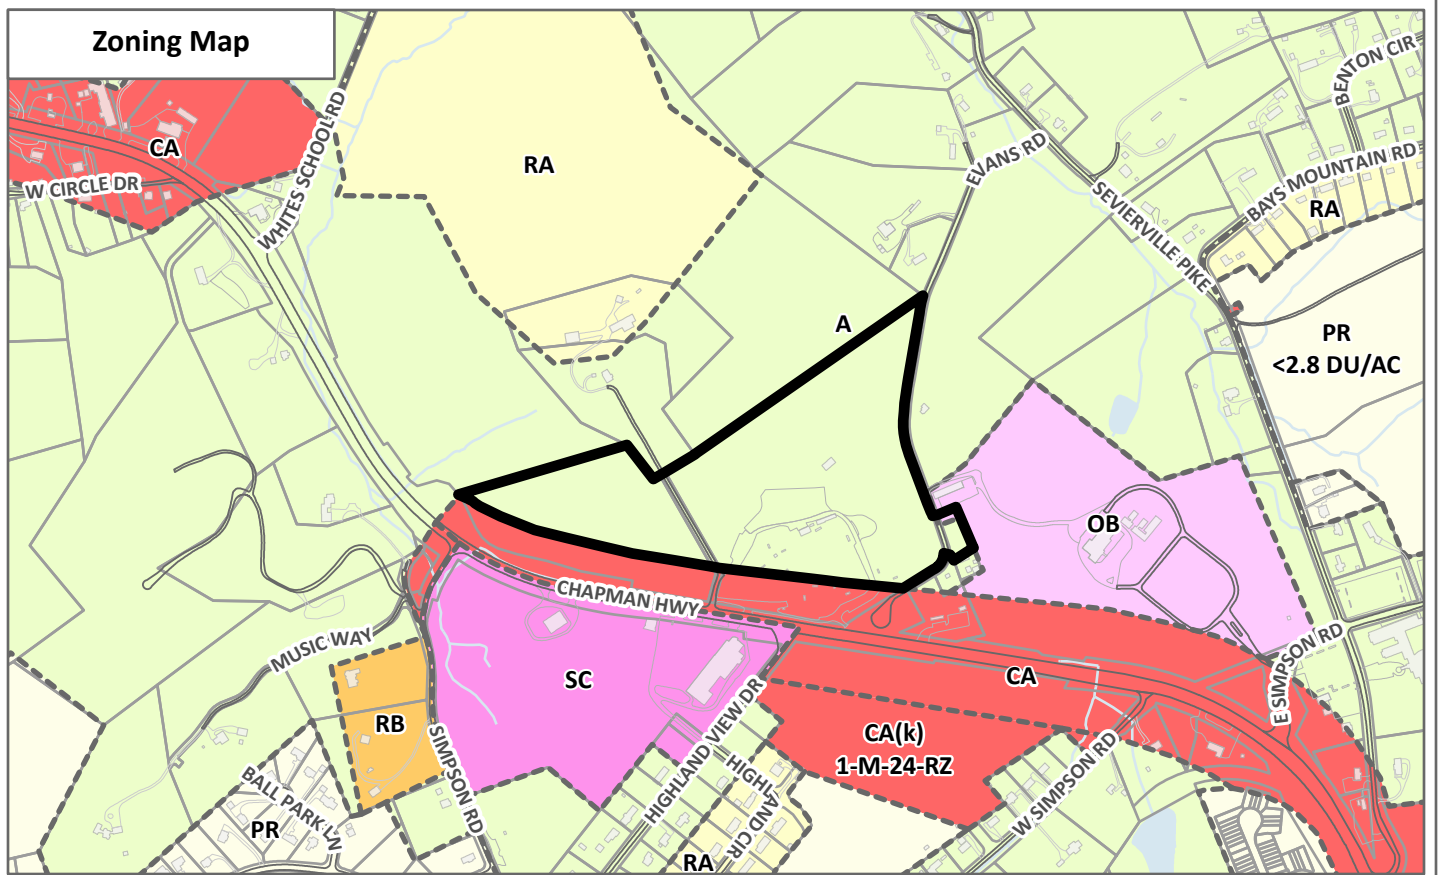 Zoning Map
BENTON CIR
CA
WHITES SCHOOL RD
RA
EVANS RD
BAYS MOUNTAIN RD
W CIRCLE DR
SEVIERVILLE PIKE
RA
A
PR
<2.8 DU/AC
OB
CHAPMAN HWY
MUSIC WAY
E SIMPSON RD
SC
CA
RB
HIGHLAND VIEW DR
CA(k)
1-M-24-RZ
SIMPSON RD
W SIMPSON RD
BALL PARK LN
HIGHLAND CIR
PR
RA